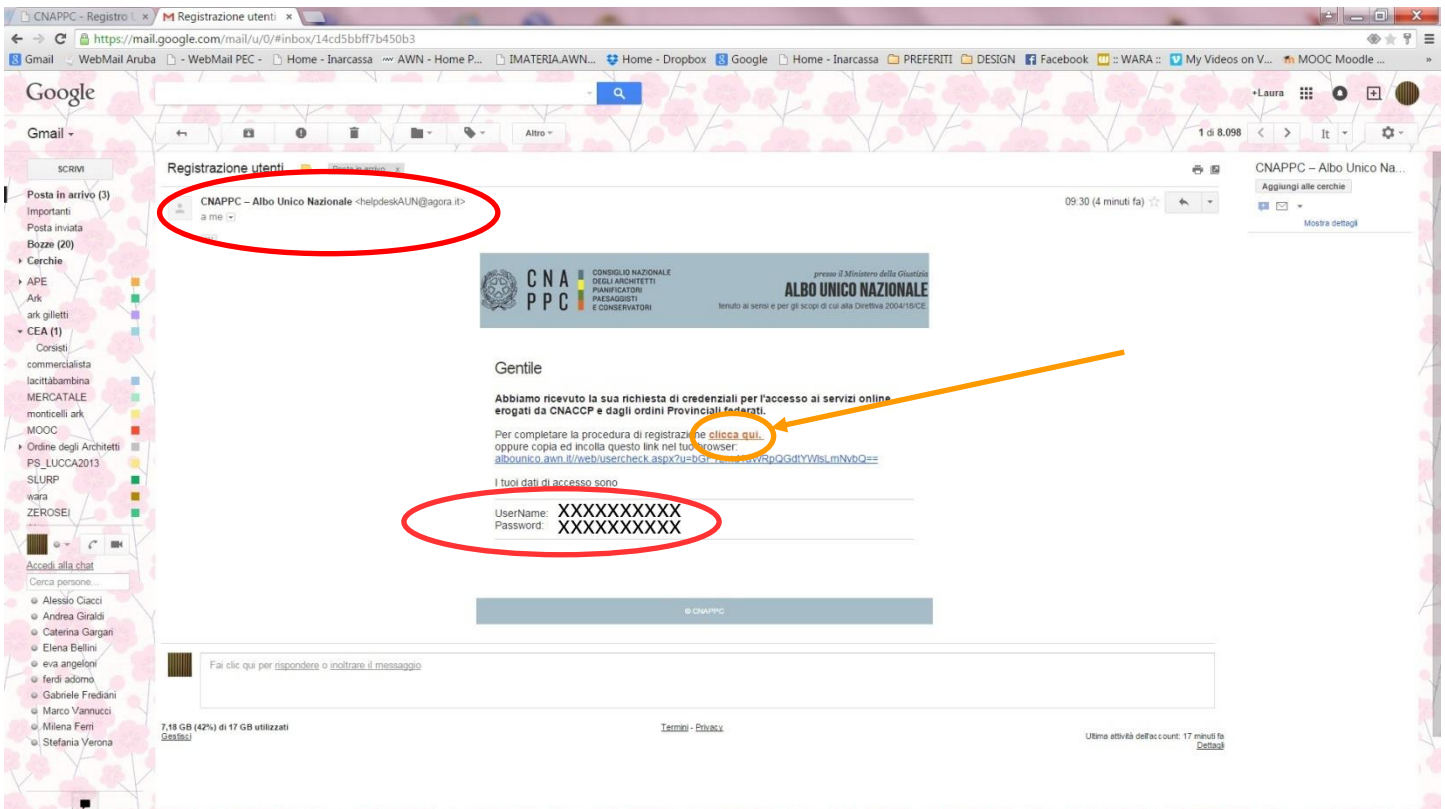 CNAPPC - Registro U
Registrazione utenti
https://mail.google.com/mail/u/0/#inbox/14cd5bbff7b450b3
Gmail WebMail Aruba - WebMail PEC - Home - Inarcassa AWN - Home P... IMATERIA.AWN... Home - Dropbox Google Home - Inarcassa PREFERITI DESIGN Facebook :: WARA :: My Videos on V... MOOC Moodle ... »
Google
+Laura
Gmail
Altro
1 di 8.098
It
SCRIVI
Posta in arrivo (3)
Importanti
Posta inviata
Bozze (20)
Cerchie
APE
Ark
ark gilletti
CEA (1)
Corsisti
commercialista
lacittàbambina
MERCATALE
monticelli ark
MOOC
Ordine degli Architetti
PS_LUCCA2013
SLURP
wara
ZEROSEI
Accedi alla chat
Cerca persone...
Alessio Ciacci
Andrea Giraldi
Caterina Gargari
Elena Bellini
eva angeloni
ferdi adorno
Gabriele Frediani
Marco Vannucci
Milena Ferri
Stefania Verona
Registrazione utenti
Posta in arrivo x
CNAPPC – Albo Unico Nazionale <helpdeskAUN@agora.it>
a me
09:30 (4 minuti fa)
CNAPPC – Albo Unico Na...
Aggiungi alle cerchie
Mostra dettagli
CNA
PPC
CONSIGLIO NAZIONALE
DEGLI ARCHITETTI
PIANIFICATORI
PAESAGGISTI
E CONSERVATORI
presso il Ministero della Giustizia
ALBO UNICO NAZIONALE
tenuto ai sensi e per gli scopi di cui alla Direttiva 2004/18/CE
Gentile
Abbiamo ricevuto la sua richiesta di credenziali per l'accesso ai servizi online
erogati da CNACCP e dagli ordini Provinciali federati.
Per completare la procedura di registrazione clicca qui.
oppure copia ed incolla questo link nel tuo browser:
I tuoi dati di accesso sono
UserName: XXXXXXXXXX
Password: XXXXXXXXXX
© CNAPPC
Fai clic qui per rispondere o inoltrare il messaggio
7,18 GB (42%) di 17 GB utilizzati
Gestisci
Termini - Privacy
Ultima attività dell'account: 17 minuti fa
Dettagli